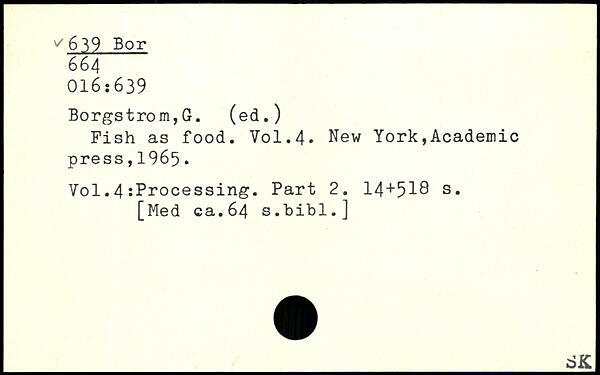 ✓ 639 Bor
664
016:639
Borgstrom,G. (ed.)
Fish as food. Vol.4. New York,Academic
press,1965.
Vol.4:Processing. Part 2. 14+518 s.
[Med ca.64 s.bibl.]
SK